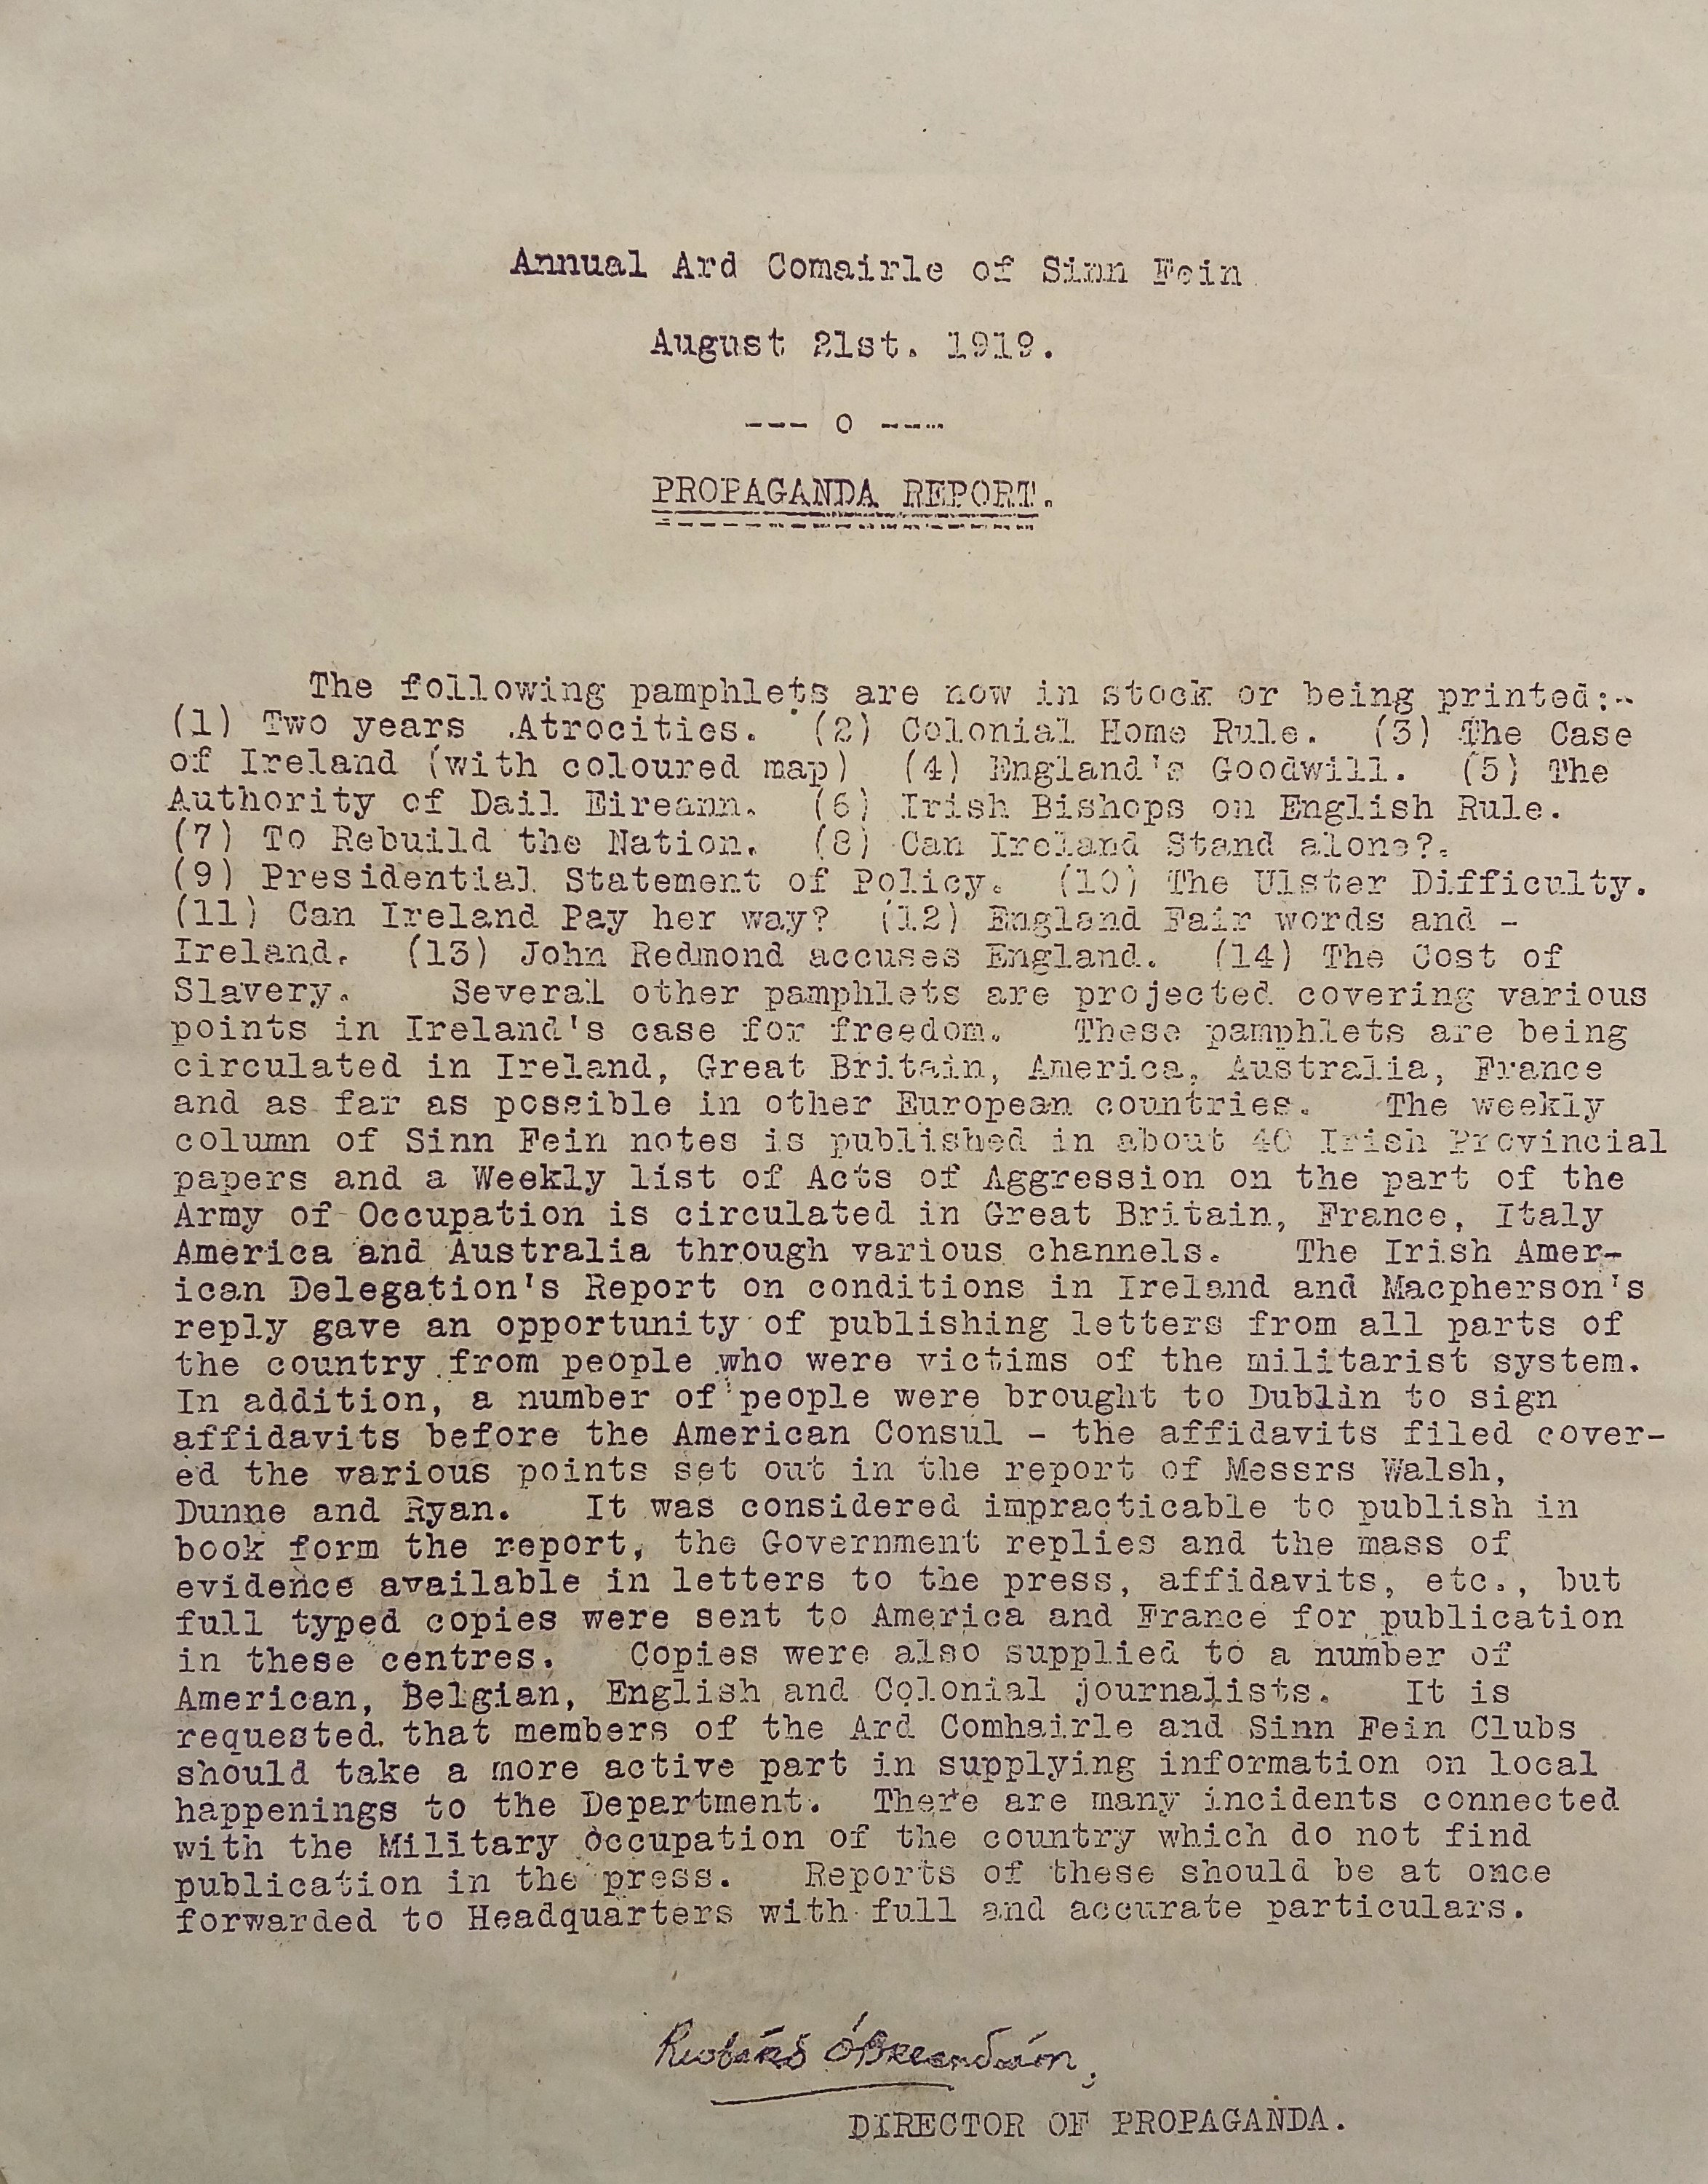 Annual Ard Comairle of Sinn Fein
August 21st. 1919.
--- o ----
PROPAGANDA REPORT.
The following pamphlets are now in stock or being printed:--
(1) Two years .Atrocities. (2) Colonial Home Rule. (3) The Case
of Ireland (with coloured map) (4) England's Goodwill. (5) The
Authority of Dail Eireann. (6) Irish Bishops on English Rule.
(7) To Rebuild the Nation. (8) Can Ireland Stand alone?.
(9) Presidential Statement of Policy. (10) The Ulster Difficulty.
(11) Can Ireland Pay her way? (12) England Fair words and -
Ireland. (13) John Redmond accuses England. (14) The Cost of
Slavery. Several other pamphlets are projected covering various
points in Ireland's case for freedom. These pamphlets are being
circulated in Ireland, Great Britain, America, Australia, France
and as far as possible in other European countries. The weekly
column of Sinn Fein notes is published in about 40 Irish Provincial
papers and a Weekly list of Acts of Aggression on the part of the
Army of Occupation is circulated in Great Britain, France, Italy
America and Australia through various channels. The Irish Amer-
ican Delegation's Report on conditions in Ireland and Macpherson's
reply gave an opportunity of publishing letters from all parts of
the country from people who were victims of the militarist system.
In addition, a number of people were brought to Dublin to sign
affidavits before the American Consul - the affidavits filed cover-
ed the various points set out in the report of Messrs Walsh,
Dunne and Ryan. It was considered impracticable to publish in
book form the report, the Government replies and the mass of
evidence available in letters to the press, affidavits, etc., but
full typed copies were sent to America and France for publication
in these centres. Copies were also supplied to a number of
American, Belgian, English and Colonial journalists. It is
requested that members of the Ard Comhairle and Sinn Fein Clubs
should take a more active part in supplying information on local
happenings to the Department. There are many incidents connected
with the Military Occupation of the country which do not find
publication in the press. Reports of these should be at once
forwarded to Headquarters with full and accurate particulars.
DIRECTOR OF PROPAGANDA.